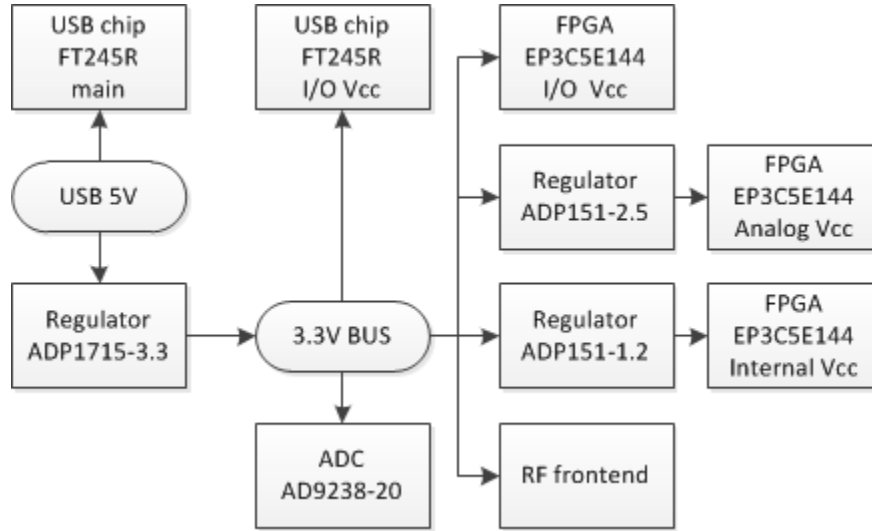 USB chip
FT245R
main
USB chip
FT245R
I/O Vcc
FPGA
EP3C5E144
I/O Vcc
USB 5V
Regulator
ADP151-2.5
FPGA
EP3C5E144
Analog Vcc
Regulator
ADP1715-3.3
3.3V BUS
Regulator
ADP151-1.2
FPGA
EP3C5E144
Internal Vcc
ADC
AD9238-20
RF frontend